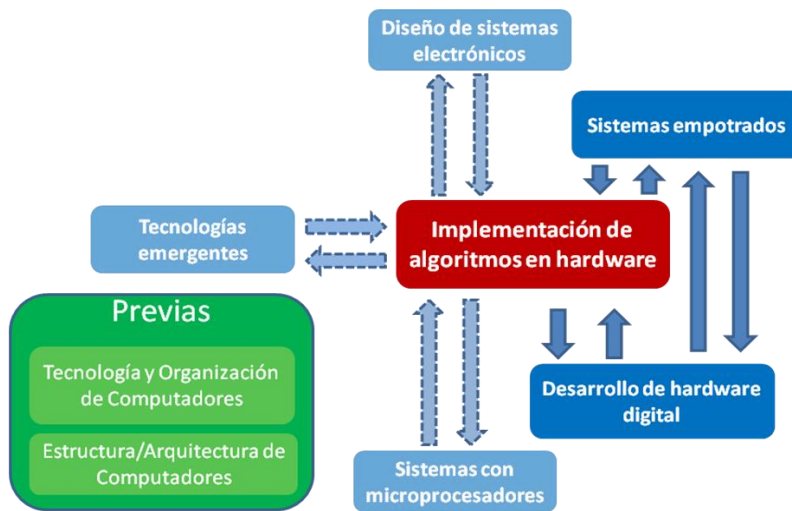 Diseño de sistemas
electrónicos
Sistemas empotrados
Tecnologías
emergentes
Implementación de
algoritmos en hardware
Previas
Tecnología y Organización
de Computadores
Estructura/Arquitectura de
Computadores
Desarrollo de hardware
digital
Sistemas con
microprocesadores